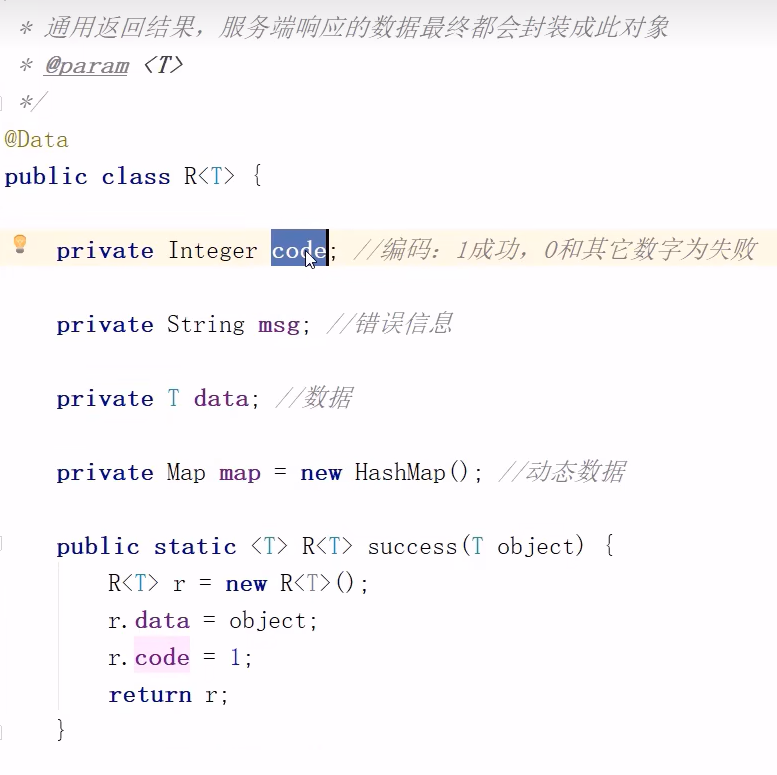 * 通用返回结果，服务端响应的数据最终都会封装成此对象
* @param <T>
*/
@Data
public class R<T> {
private Integer code; //编码：1成功，0和其它数字为失败
private String msg; //错误信息
private T data; //数据
private Map map = new HashMap(); //动态数据
public static <T> R<T> success(T object) {
R<T> r = new R<T>();
r.data = object;
r.code = 1;
return r;
}